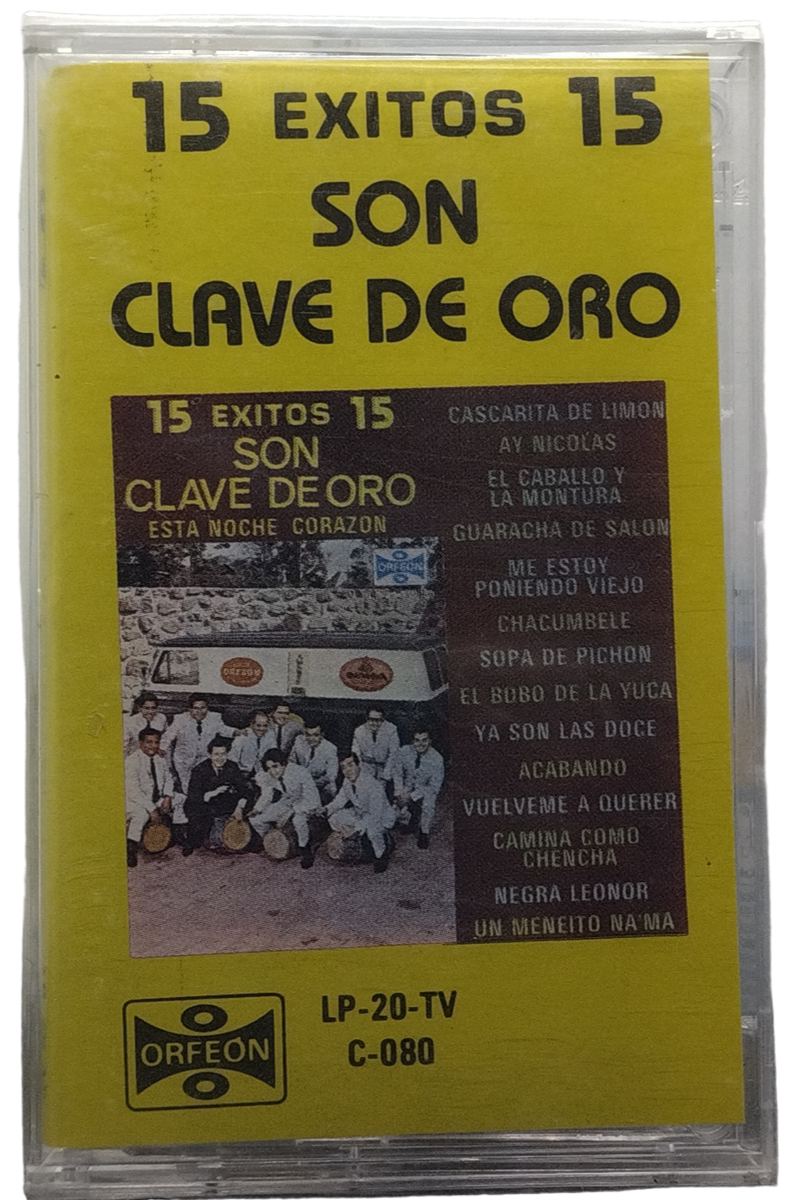 15 EXITOS 15
SON
CLAVE DE ORO
15 EXITOS 15
SON
CLAVE DE ORO
ESTA NOCHE CORAZON
ORFEON
ORFEON
CASCARITA DE LIMON
AY NICOLAS
EL CABALLO Y
LA MONTURA
GUARACHA DE SALON
ME ESTOY
PONIENDO VIEJO
CHACUMBELE
SOPA DE PICHON
EL BOBO DE LA YUCA
YA SON LAS DOCE
ACABANDO
VUELVEME A QUERER
CAMINA COMO
CHENCHA
NEGRA LEONOR
UN MENEITO NA'MA
ORFEÓN
LP-20-TV
C-080